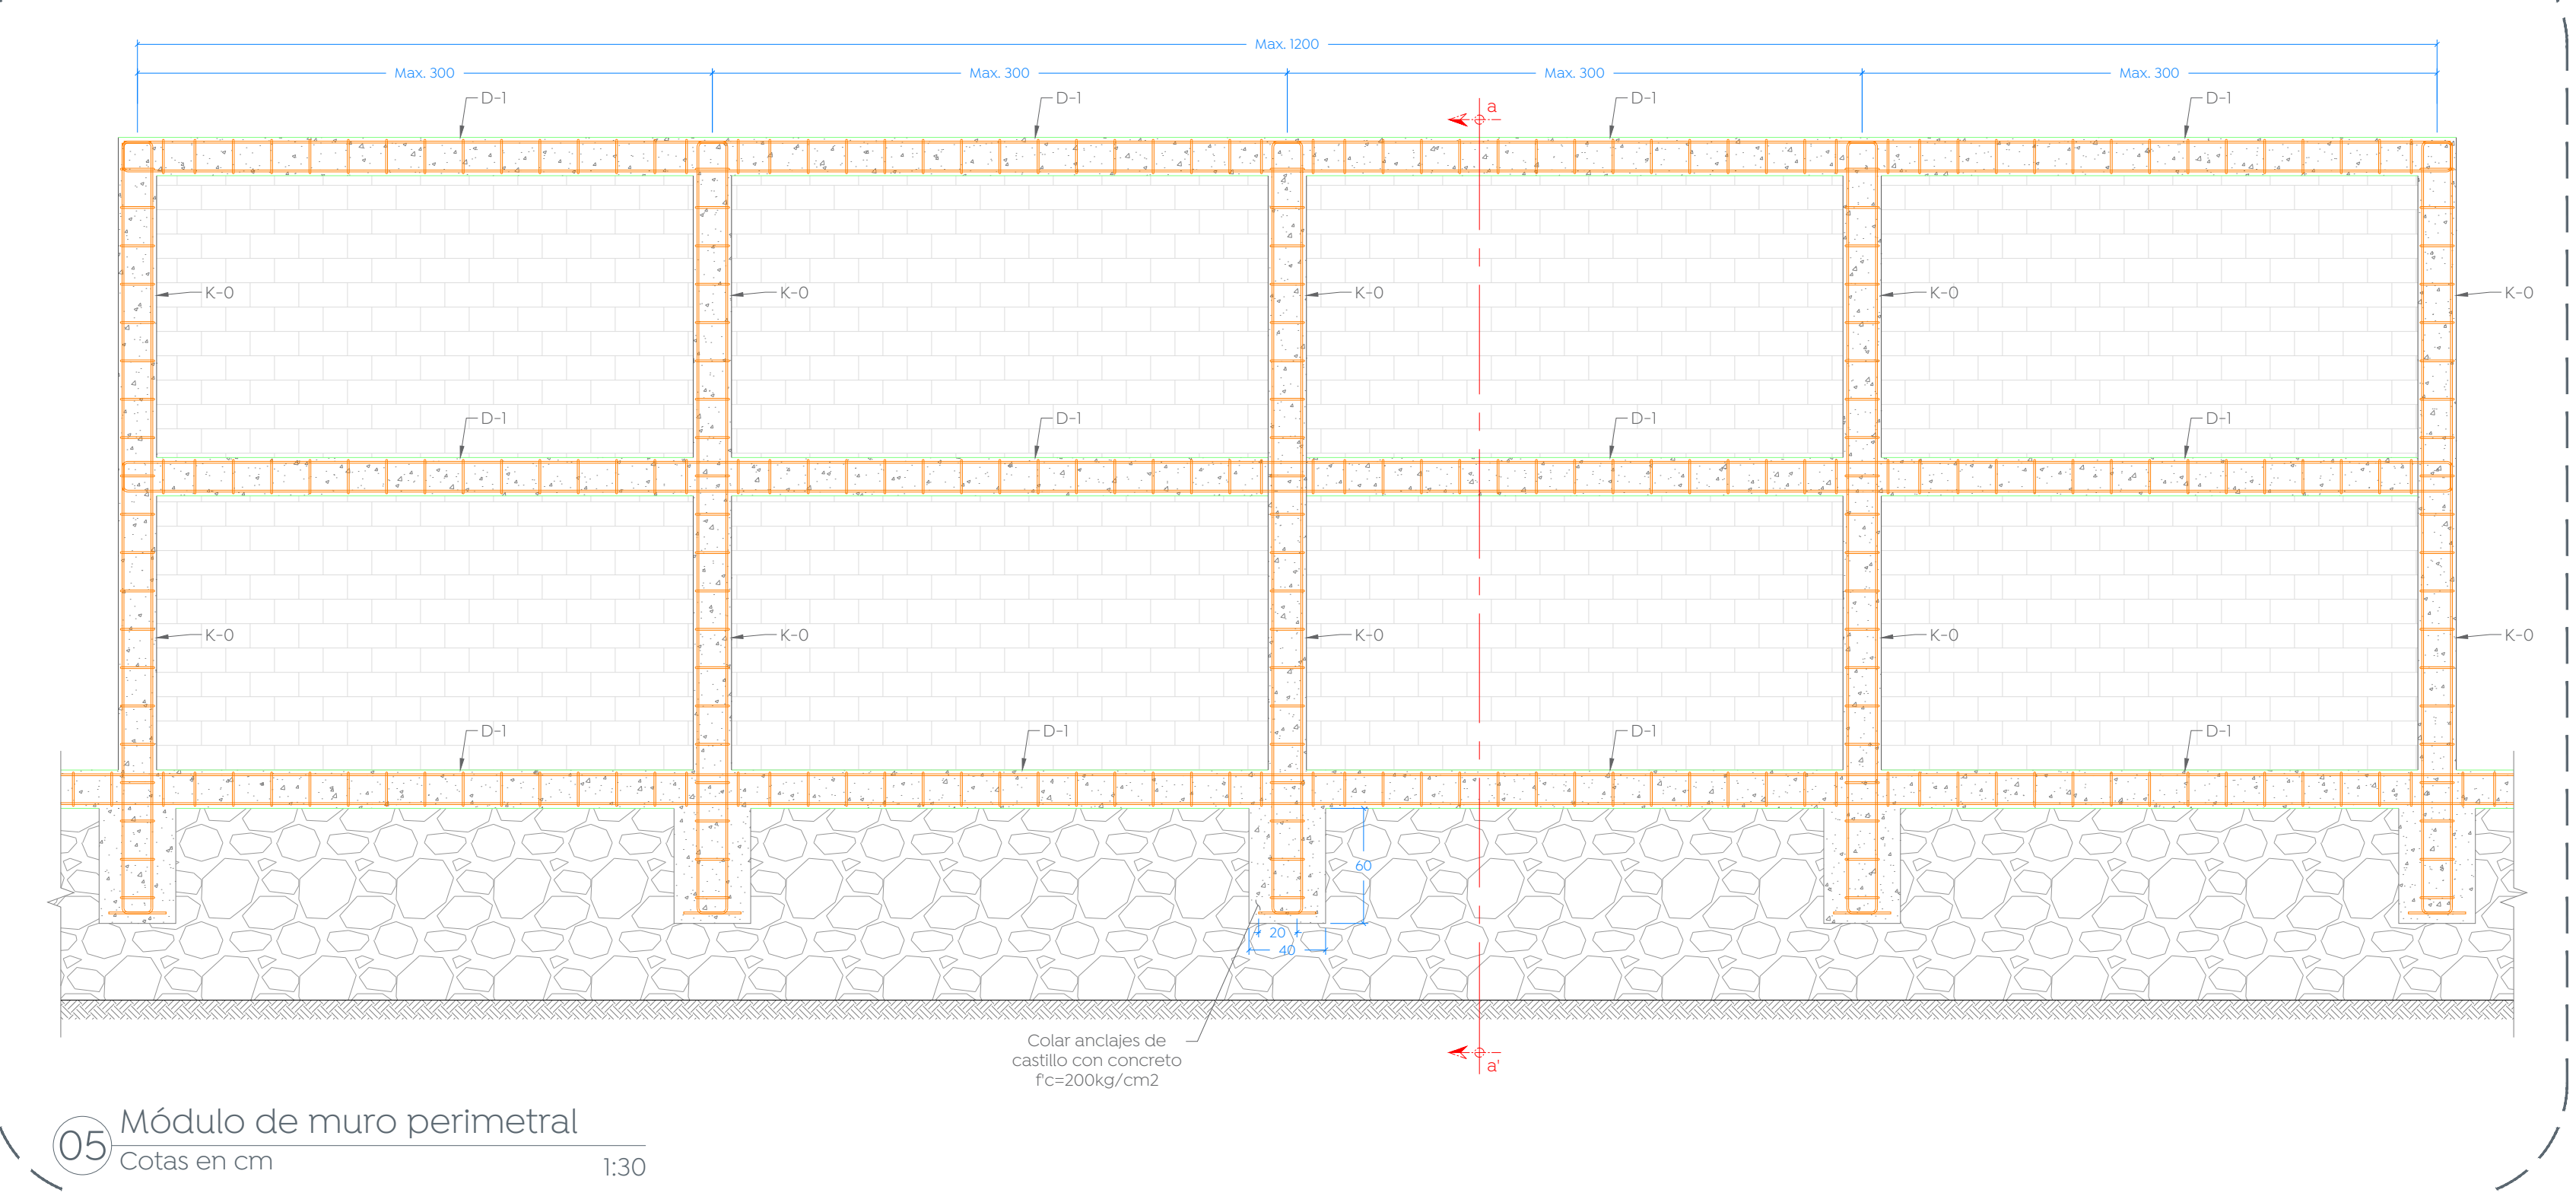 Max. 1200
Max. 300
Max. 300
Max. 300
Max. 300
D-1
D-1
D-1
D-1
a
K-0
K-0
K-0
K-0
K-0
D-1
D-1
D-1
D-1
K-0
K-0
K-0
K-0
K-0
D-1
D-1
D-1
D-1
60
20
40
Colar anclajes de
castillo con concreto
f'c=200kg/cm2
a'
05
Módulo de muro perimetral
Cotas en cm
1:30